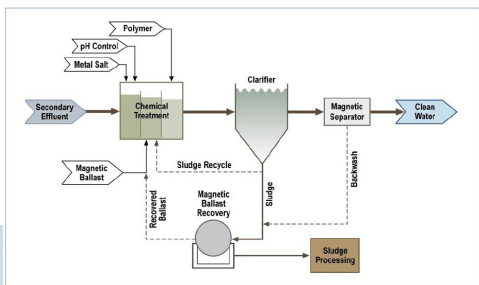 Polymer
pH Control
Metal Salt
Clarifier
Secondary
Effluent
Chemical
Treatment
Magnetic
Separator
Clean
Water
Magnetic
Ballast
Sludge Recycle
Recovered
Ballast
Magnetic
Ballast
Recovery
Sludge
Backwash
Sludge
Processing